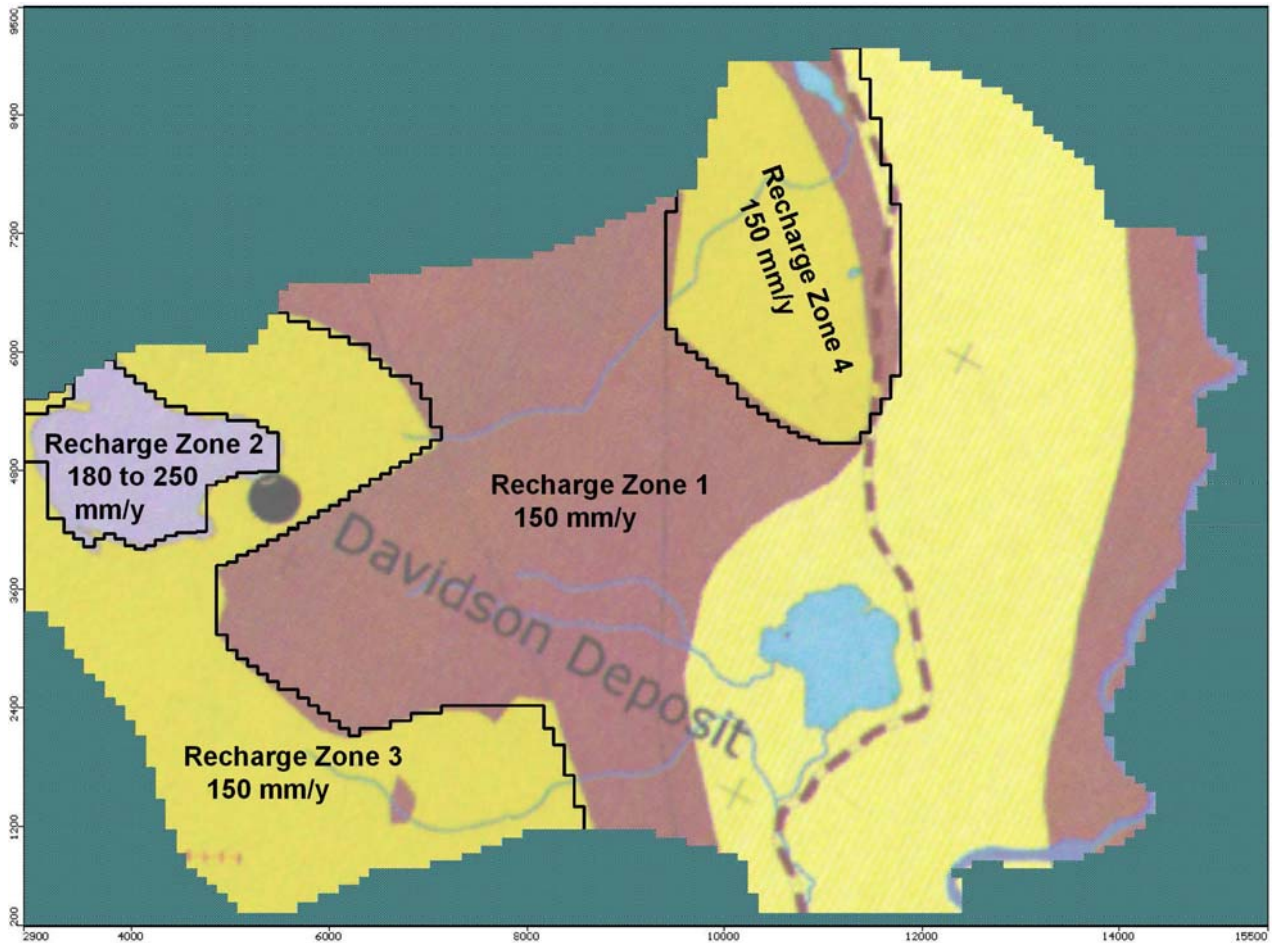 9600
8400
7200
6000
4800
3600
2400
1200
200
Recharge Zone 4
150 mm/y
Recharge Zone 2
180 to 250
mm/y
Recharge Zone 1
150 mm/y
Davidson Deposit
Recharge Zone 3
150 mm/y
2900
4000
6000
8000
10000
12000
14000
15500